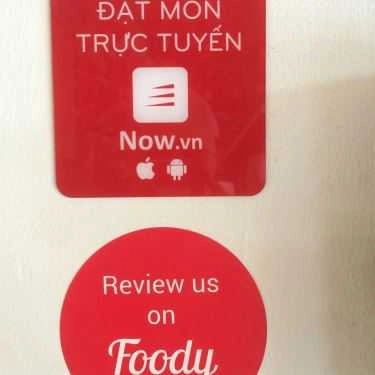 ĐẶT MÓN
TRỰC TUYẾN
Now.vn
Review us
on
Foody